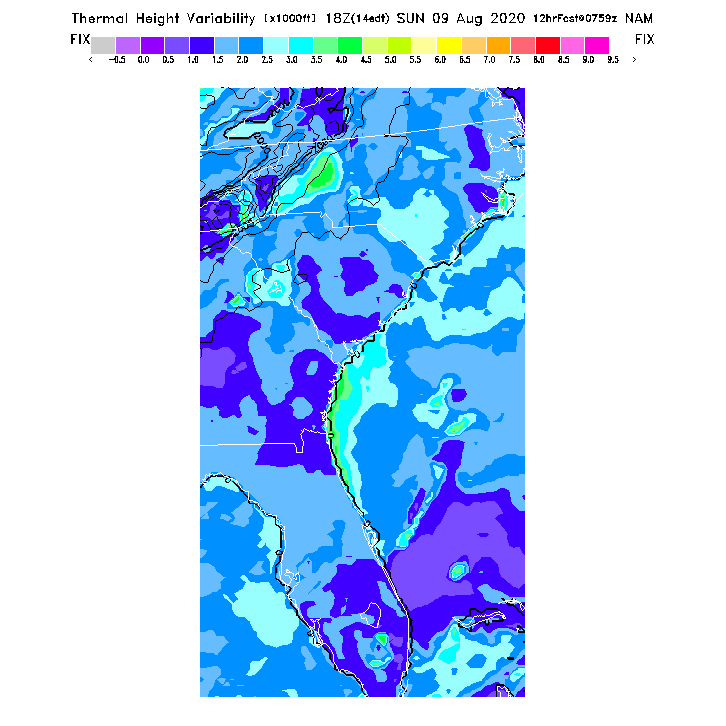 Thermal Height Variability [x1000ft] 18Z(14edt) SUN 09 Aug 2020 12hrFcst@0759z NAM
FIX FIX
< -0.5 0.0 0.5 1.0 1.5 2.0 2.5 3.0 3.5 4.0 4.5 5.0 5.5 6.0 6.5 7.0 7.5 8.0 8.5 9.0 9.5 >